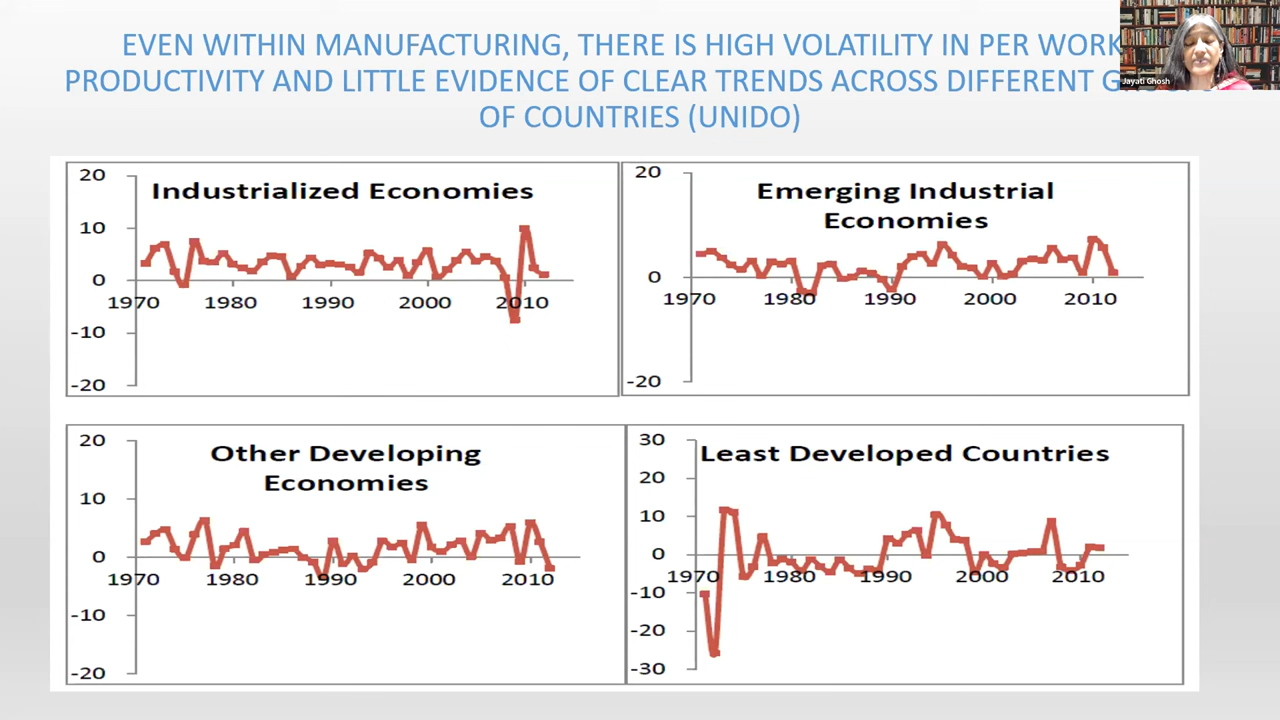 EVEN WITHIN MANUFACTURING, THERE IS HIGH VOLATILITY IN PER
PRODUCTIVITY AND LITTLE EVIDENCE OF CLEAR TRENDS ACROSS DIFFERENT
OF COUNTRIES (UNIDO)
Jayati Ghosh
Industrialized Economies
20
10
0
-10
-20
1970 1980 1990 2000 2010
Emerging Industrial
Economies
20
0
-20
1970 1980 1990 2000 2010
Other Developing
Economies
20
10
0
-10
-20
1970 1980 1990 2000 2010
Least Developed Countries
30
20
10
0
-10
-20
-30
1970 1980 1990 2000 2010